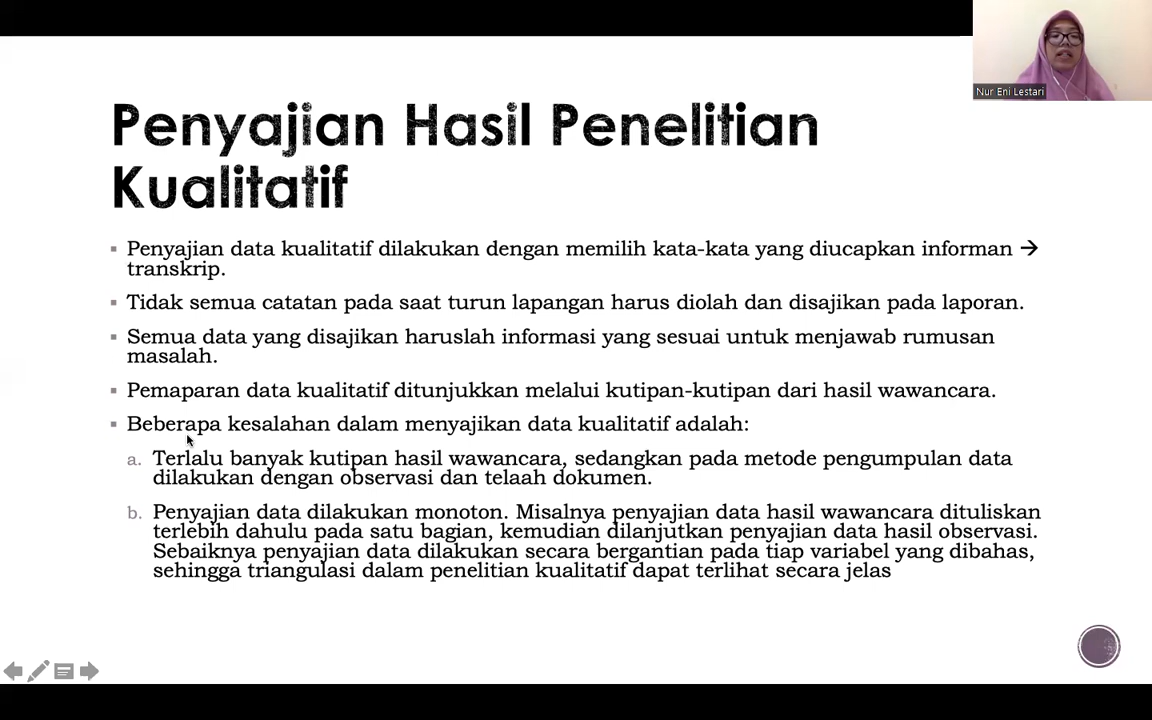 Nur Eni Lestari
Penyajian Hasil Penelitian
Kualitatif
▪ Penyajian data kualitatif dilakukan dengan memilih kata-kata yang diucapkan informan →
transkrip.
▪ Tidak semua catatan pada saat turun lapangan harus diolah dan disajikan pada laporan.
▪ Semua data yang disajikan haruslah informasi yang sesuai untuk menjawab rumusan
masalah.
▪ Pemaparan data kualitatif ditunjukkan melalui kutipan-kutipan dari hasil wawancara.
▪ Beberapa kesalahan dalam menyajikan data kualitatif adalah:
a. Terlalu banyak kutipan hasil wawancara, sedangkan pada metode pengumpulan data
dilakukan dengan observasi dan telaah dokumen.
b. Penyajian data dilakukan monoton. Misalnya penyajian data hasil wawancara dituliskan
terlebih dahulu pada satu bagian, kemudian dilanjutkan penyajian data hasil observasi.
Sebaiknya penyajian data dilakukan secara bergantian pada tiap variabel yang dibahas,
sehingga triangulasi dalam penelitian kualitatif dapat terlihat secara jelas